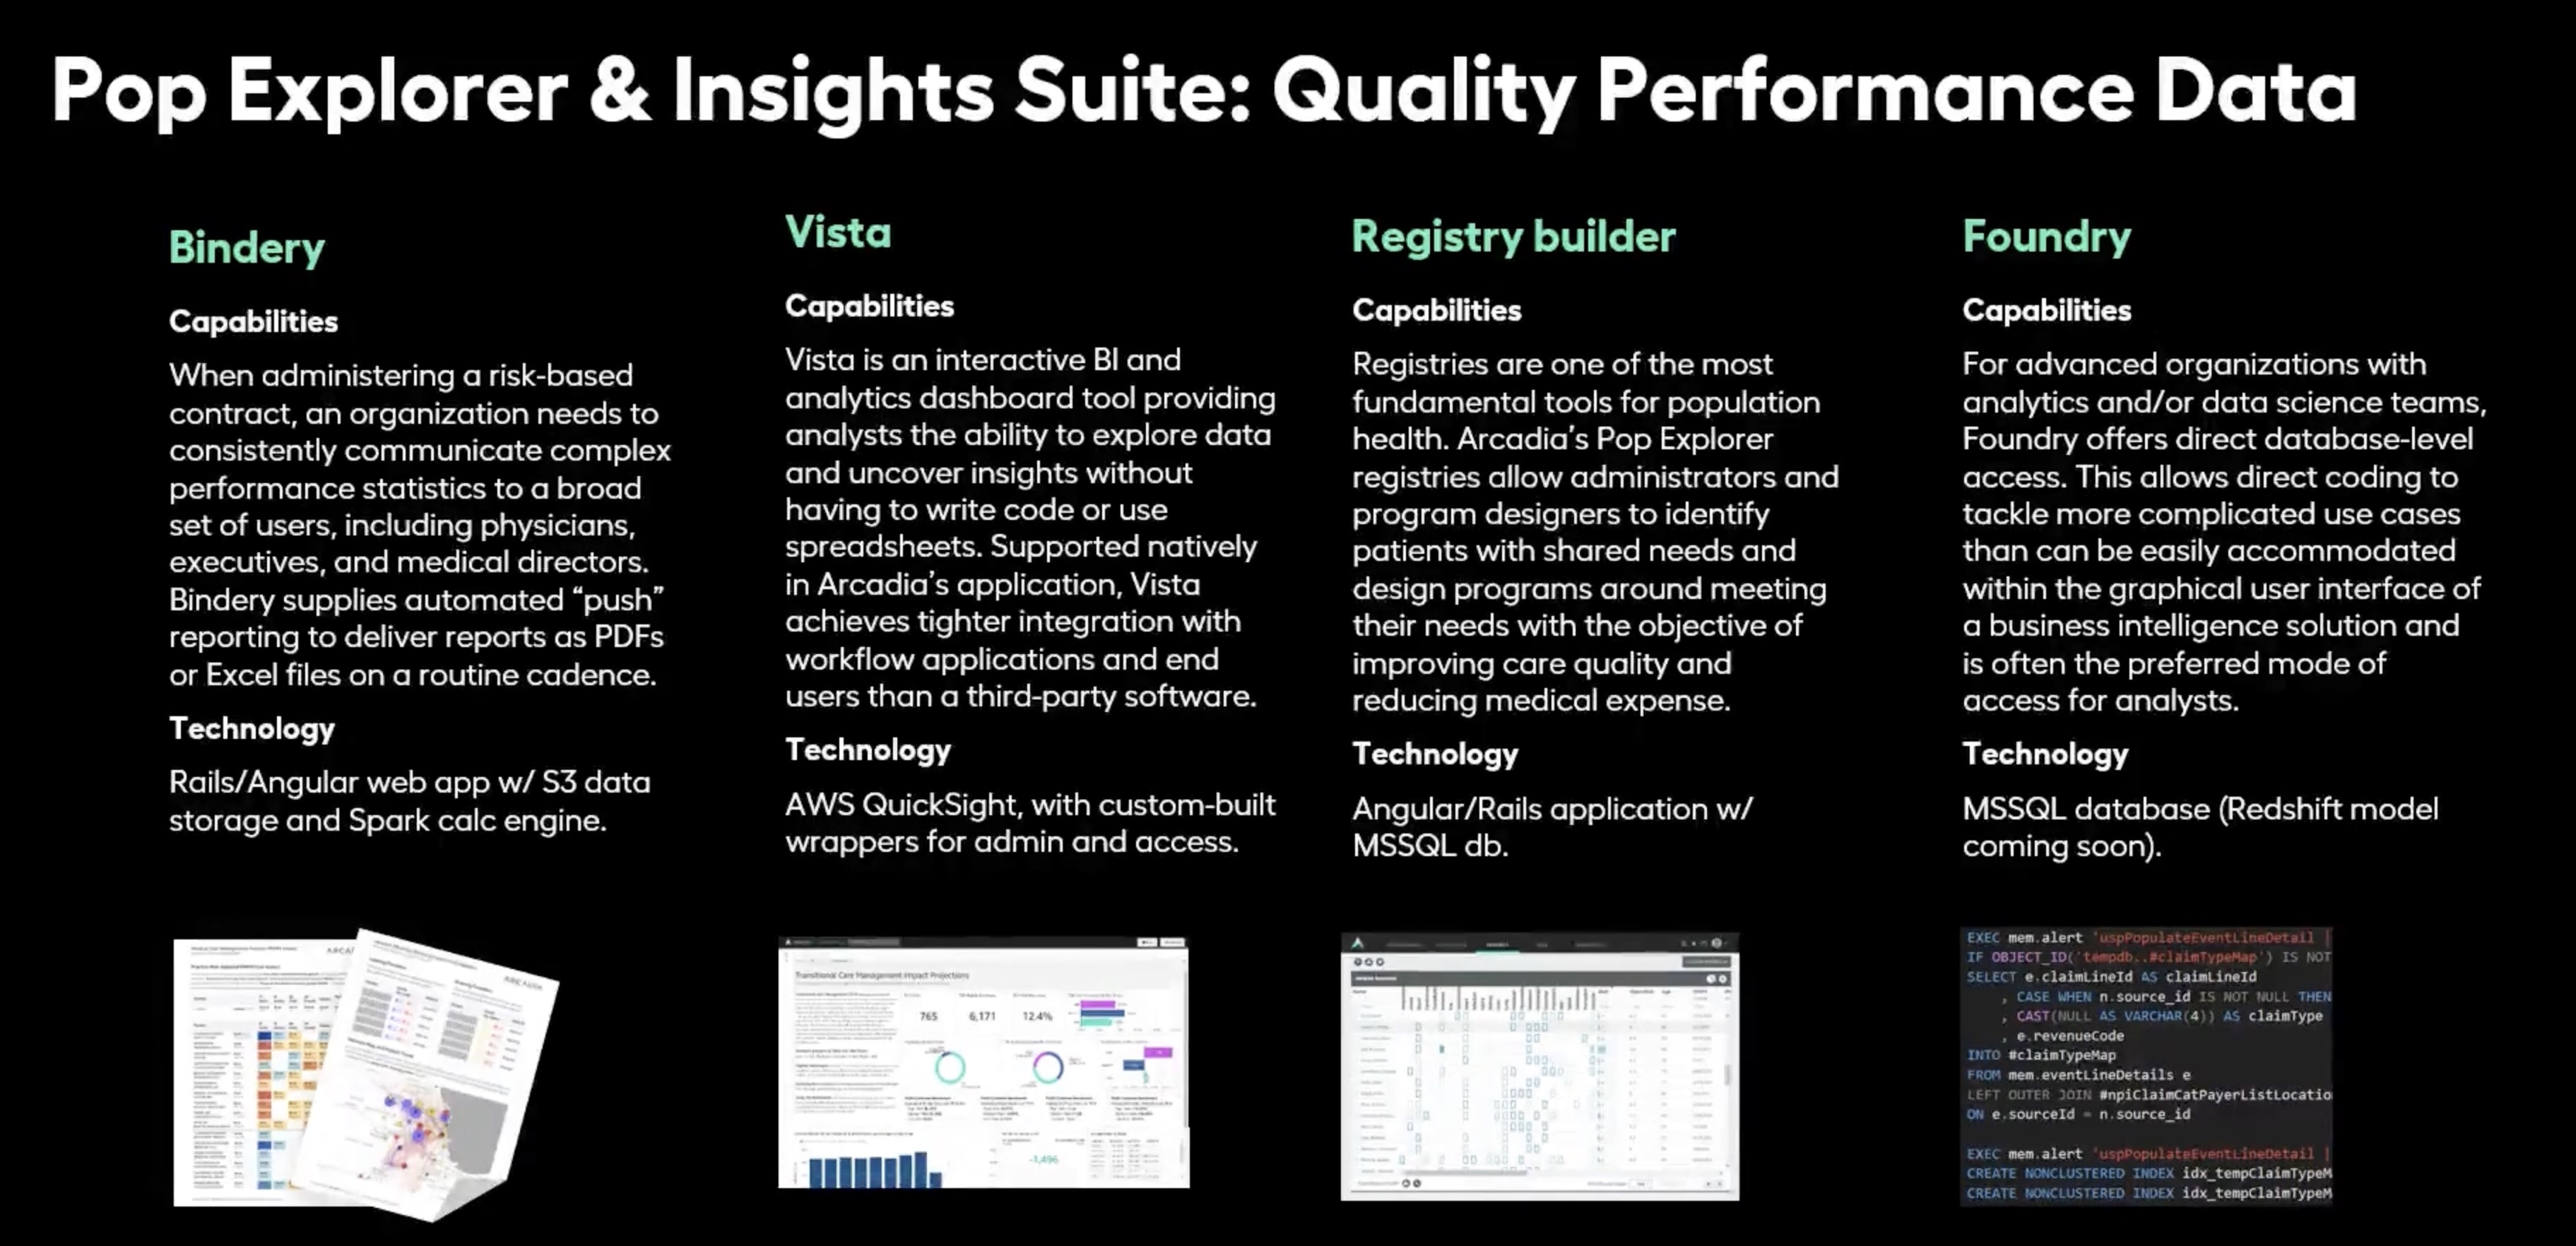 Pop Explorer & Insights Suite: Quality Performance Data
Bindery
Capabilities
When administering a risk-based
contract, an organization needs to
consistently communicate complex
performance statistics to a broad
set of users, including physicians,
executives, and medical directors.
Bindery supplies automated “push”
reporting to deliver reports as PDFs
or Excel files on a routine cadence.
Technology
Rails/Angular web app w/ S3 data
storage and Spark calc engine.
Vista
Capabilities
Vista is an interactive BI and
analytics dashboard tool providing
analysts the ability to explore data
and uncover insights without
having to write code or use
spreadsheets. Supported natively
in Arcadia’s application, Vista
achieves tighter integration with
workflow applications and end
users than a third-party software.
Technology
AWS QuickSight, with custom-built
wrappers for admin and access.
Registry builder
Capabilities
Registries are one of the most
fundamental tools for population
health. Arcadia’s Pop Explorer
registries allow administrators and
program designers to identify
patients with shared needs and
design programs around meeting
their needs with the objective of
improving care quality and
reducing medical expense.
Technology
Angular/Rails application w/
MSSQL db.
Foundry
Capabilities
For advanced organizations with
analytics and/or data science teams,
Foundry offers direct database-level
access. This allows direct coding to
tackle more complicated use cases
than can be easily accommodated
within the graphical user interface of
a business intelligence solution and
is often the preferred mode of
access for analysts.
Technology
MSSQL database (Redshift model
coming soon).
Transitional Care Management Impact Projections
765 6,171 12.4%
-1,496
EXEC mem.alert 'uspPopulateEventLineDetail |
IF OBJECT_ID('tempdb..#claimTypeMap') IS NOT
SELECT e.claimLineId AS claimLineId
, CASE WHEN n.source_id IS NOT NULL THEN
, CAST(NULL AS VARCHAR(4)) AS claimType
, e.revenueCode
INTO #claimTypeMap
FROM mem.eventLineDetails e
LEFT OUTER JOIN #npiClaimCatPayerListLocatio
ON e.sourceId = n.source_id
EXEC mem.alert 'uspPopulateEventLineDetail |
CREATE NONCLUSTERED INDEX idx_tempClaimTypeM
CREATE NONCLUSTERED INDEX idx_tempClaimTypeM